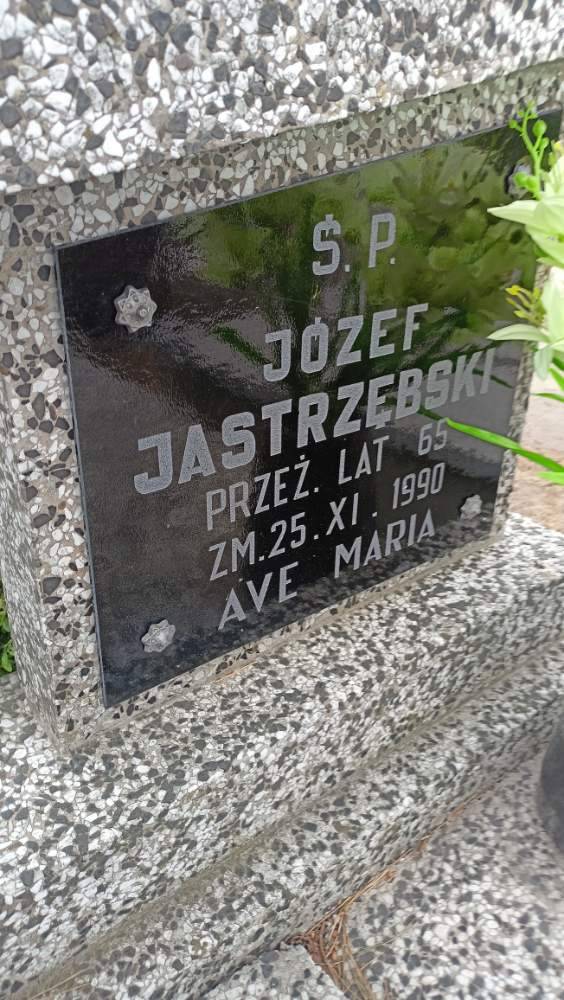 Ś. P.
JÓZEF
JASTRZĘBSKI
PRZEŻ. LAT 65
ZM. 25. XI. 1990
AVE MARIA